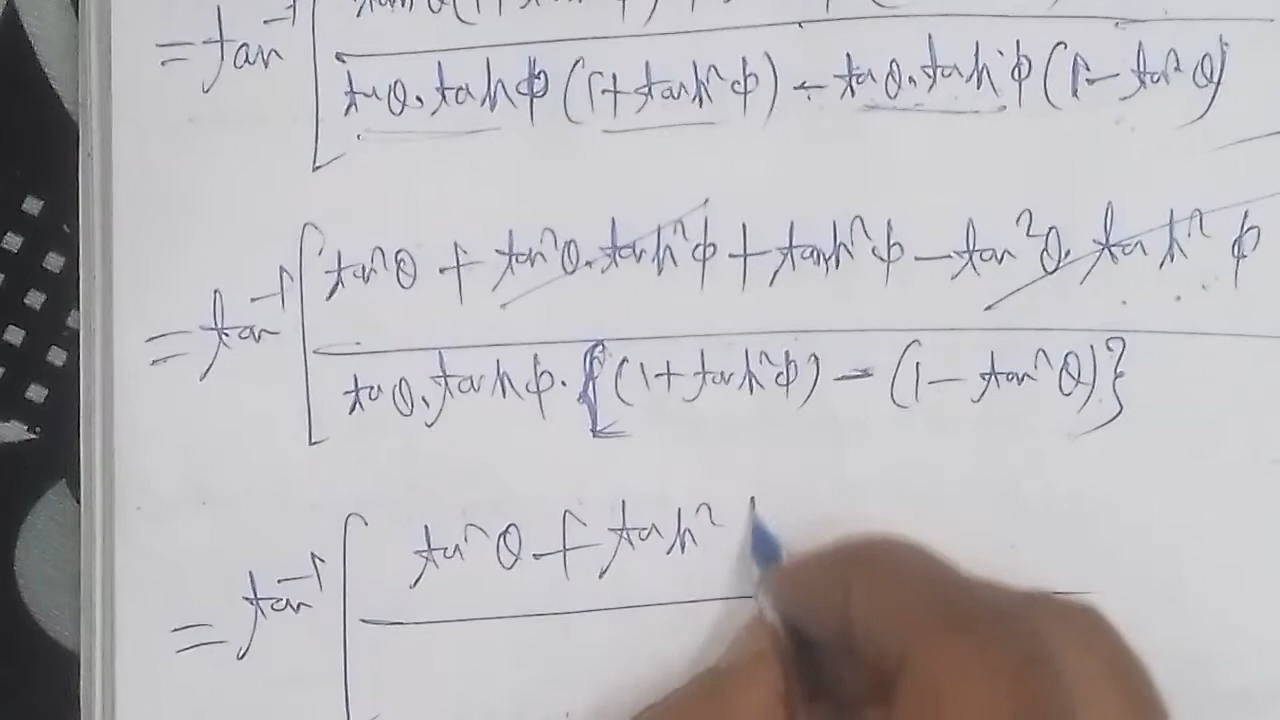 = tan⁻¹ [
tanθ.tanhφ (1+tanh²φ) - tanθ.tanhφ (1-tan²θ)
= tan⁻¹ [ tan²θ + tan²θ.tanh²φ + tanh²φ - tan²θ.tanh²φ
tanθ.tanhφ. {(1+tanh²φ) - (1-tan²θ)}
= tan⁻¹ [ tan²θ + tanh²